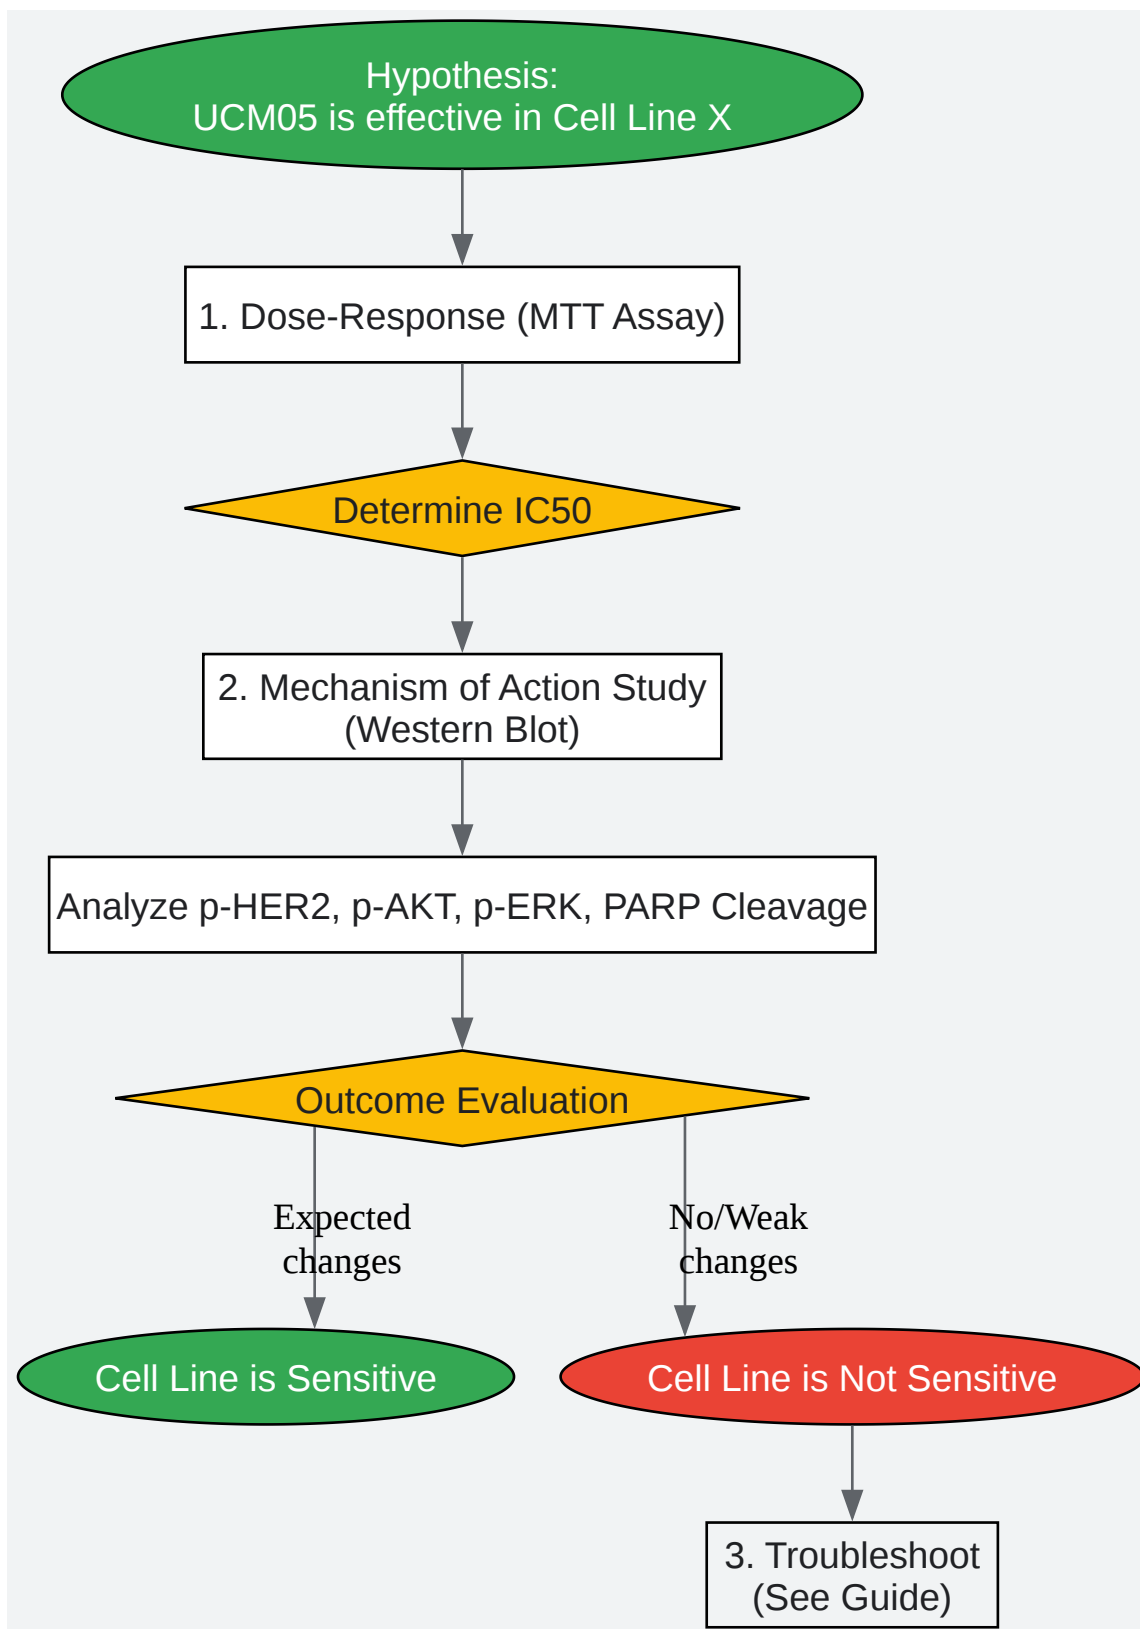 Hypothesis:
UCM05 is effective in Cell Line X
1. Dose-Response (MTT Assay)
Determine IC50
2. Mechanism of Action Study
(Western Blot)
Analyze p-HER2, p-AKT, p-ERK, PARP Cleavage
Outcome Evaluation
Expected
changes
No/Weak
changes
Cell Line is Sensitive
Cell Line is Not Sensitive
3. Troubleshoot
(See Guide)